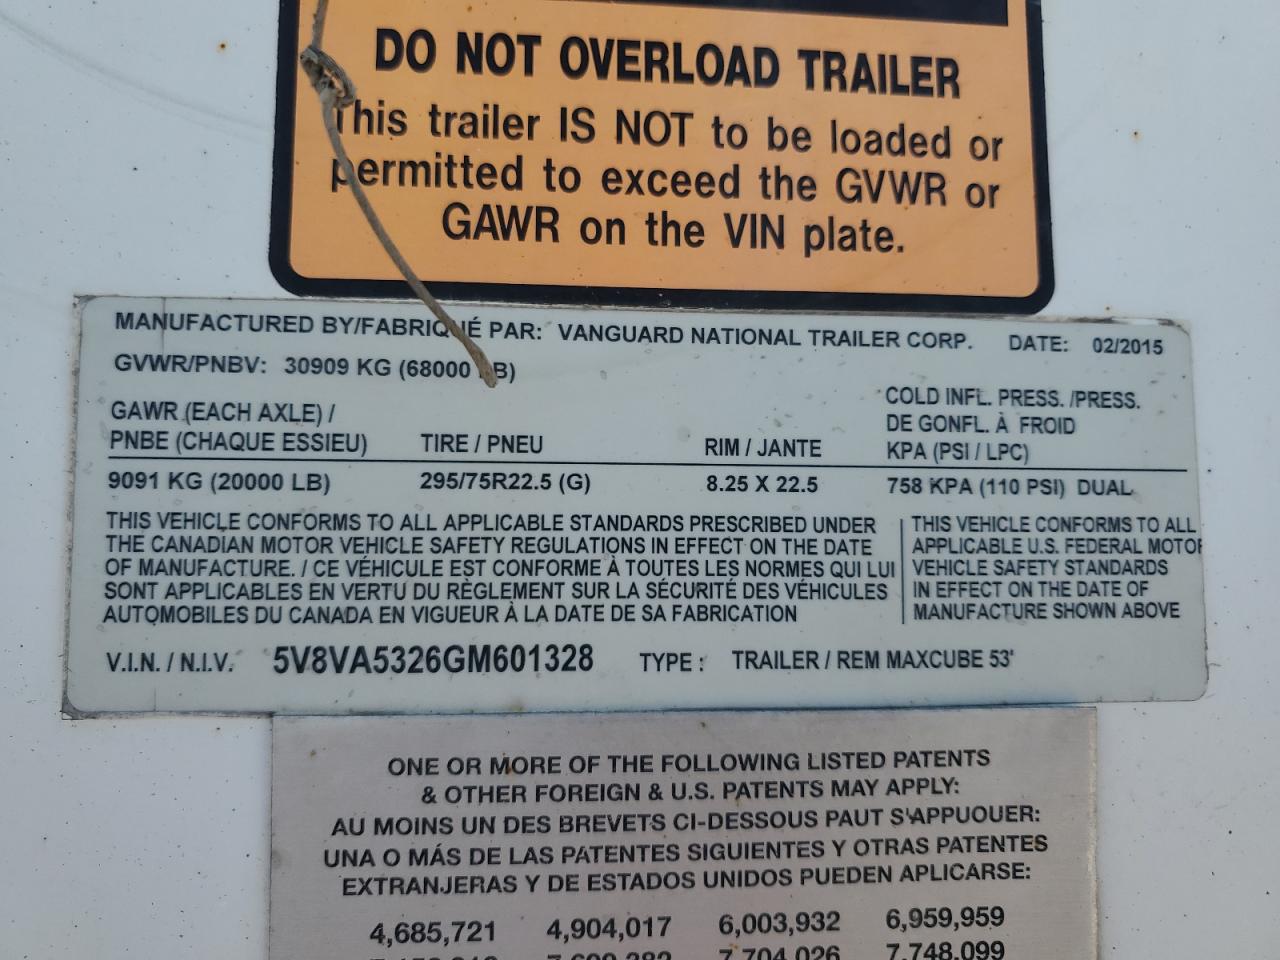 DO NOT OVERLOAD TRAILER
This trailer IS NOT to be loaded or
permitted to exceed the GVWR or
GAWR on the VIN plate.
MANUFACTURED BY/FABRIQUÉ PAR: VANGUARD NATIONAL TRAILER CORP. DATE: 02/2015
GVWR/PNBV: 30909 KG (68000 LB)
GAWR (EACH AXLE) /
PNBE (CHAQUE ESSIEU) TIRE / PNEU RIM / JANTE
COLD INFL. PRESS. /PRESS.
DE GONFL. À FROID
KPA (PSI / LPC)
9091 KG (20000 LB) 295/75R22.5 (G) 8.25 X 22.5 758 KPA (110 PSI) DUAL
THIS VEHICLE CONFORMS TO ALL APPLICABLE STANDARDS PRESCRIBED UNDER
THE CANADIAN MOTOR VEHICLE SAFETY REGULATIONS IN EFFECT ON THE DATE
OF MANUFACTURE. / CE VÉHICULE EST CONFORME À TOUTES LES NORMES QUI LUI
SONT APPLICABLES EN VERTU DU RÈGLEMENT SUR LA SÉCURITÉ DES VÉHICULES
AUTOMOBILES DU CANADA EN VIGUEUR À LA DATE DE SA FABRICATION
THIS VEHICLE CONFORMS TO ALL
APPLICABLE U.S. FEDERAL MOTOR
VEHICLE SAFETY STANDARDS
IN EFFECT ON THE DATE OF
MANUFACTURE SHOWN ABOVE
V.I.N. / N.I.V. 5V8VA5326GM601328 TYPE : TRAILER / REM MAXCUBE 53'
ONE OR MORE OF THE FOLLOWING LISTED PATENTS
& OTHER FOREIGN & U.S. PATENTS MAY APPLY:
AU MOINS UN DES BREVETS CI-DESSOUS PAUT S'APPUOUER:
UNA O MÁS DE LAS PATENTES SIGUIENTES Y OTRAS PATENTES
EXTRANJERAS Y DE ESTADOS UNIDOS PUEDEN APLICARSE:
4,685,721 4,904,017 6,003,932 6,959,959
7,704,026 7,748,099